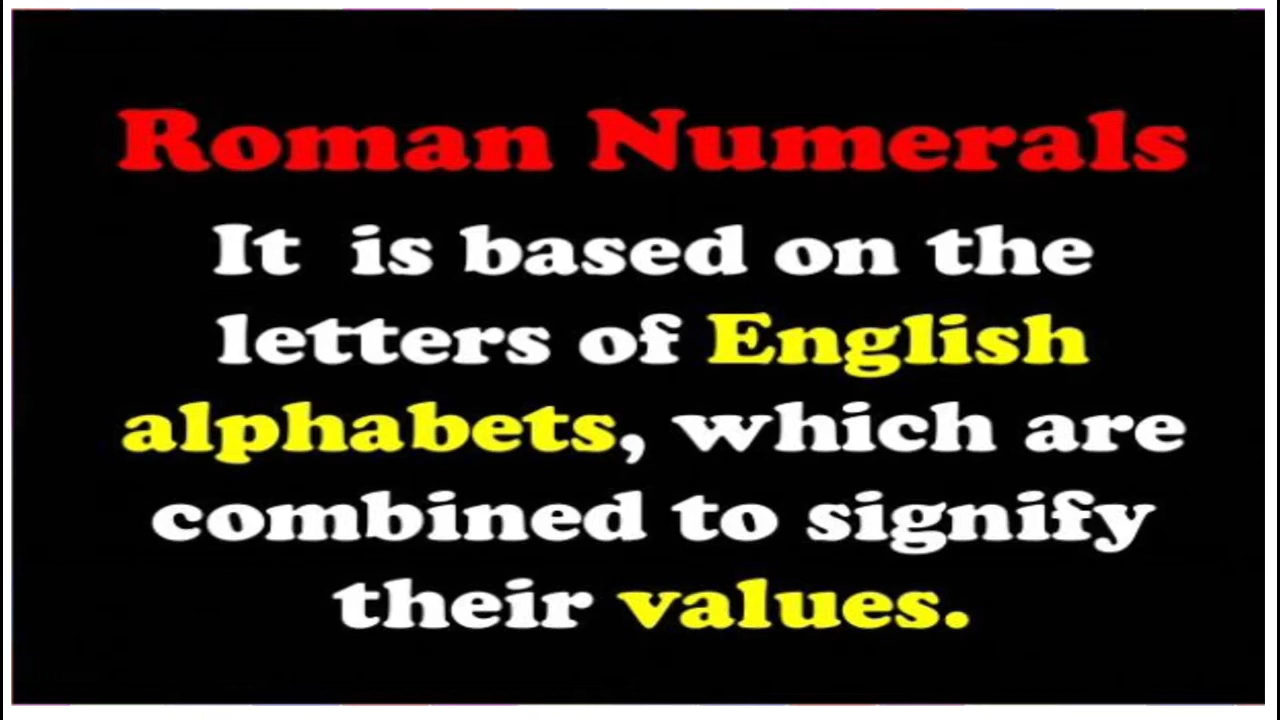 Roman Numerals
It is based on the
letters of English
alphabets, which are
combined to signify
their values.